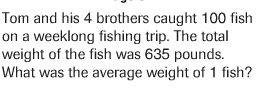 Tom and his 4 brothers caught 100 fish
on a weeklong fishing trip. The total
weight of the fish was 635 pounds.
What was the average weight of 1 fish?